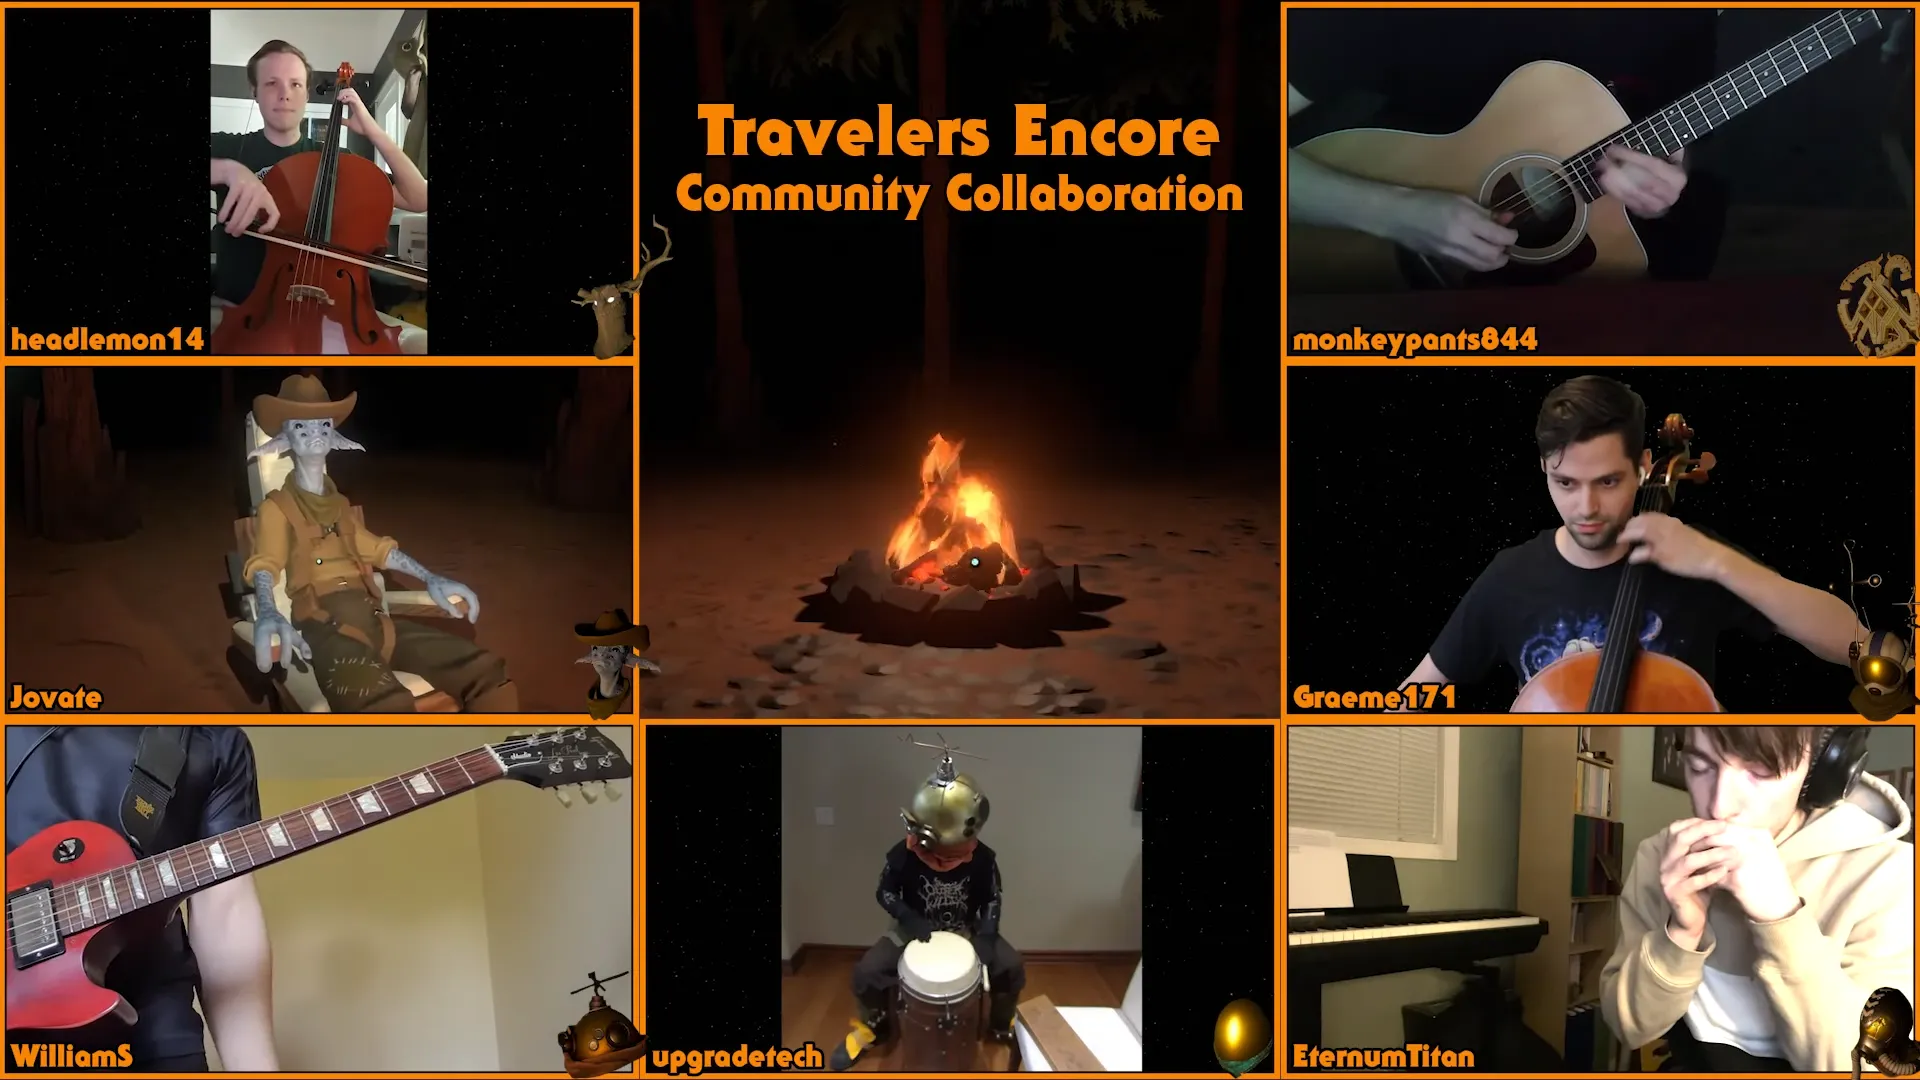 Travelers Encore
Community Collaboration
headlemon14
monkeypants844
Jovate
Graeme171
WilliamS
upgradetech
EternumTitan